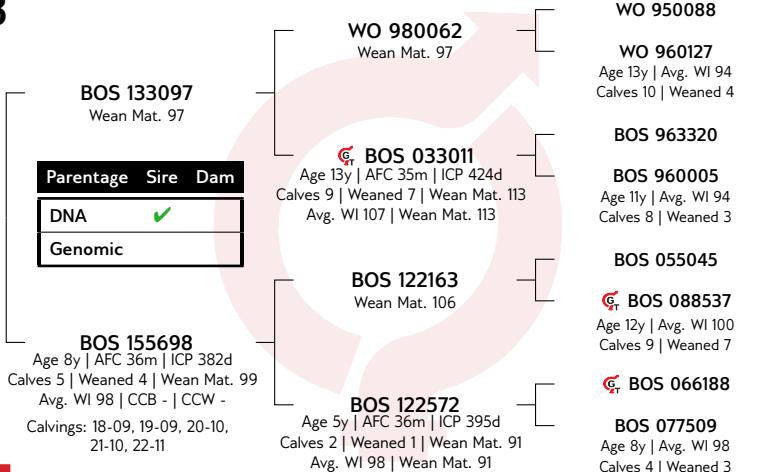 BOS 133097
Wean Mat. 97
Parentage Sire Dam
DNA ✔
Genomic
BOS 155698
Age 8y | AFC 36m | ICP 382d
Calves 5 | Weaned 4 | Wean Mat. 99
Avg. WI 98 | CCB - | CCW -
Calvings: 18-09, 19-09, 20-10,
21-10, 22-11
WO 980062
Wean Mat. 97
GT BOS 033011
Age 13y | AFC 35m | ICP 424d
Calves 9 | Weaned 7 | Wean Mat. 113
Avg. WI 107 | Wean Mat. 113
BOS 122163
Wean Mat. 106
BOS 122572
Age 5y | AFC 36m | ICP 395d
Calves 2 | Weaned 1 | Wean Mat. 91
Avg. WI 98 | Wean Mat. 91
WO 950088
WO 960127
Age 13y | Avg. WI 94
Calves 10 | Weaned 4
BOS 963320
BOS 960005
Age 11y | Avg. WI 94
Calves 8 | Weaned 3
BOS 055045
GT BOS 088537
Age 12y | Avg. WI 100
Calves 9 | Weaned 7
GT BOS 066188
BOS 077509
Age 8y | Avg. WI 98
Calves 4 | Weaned 3